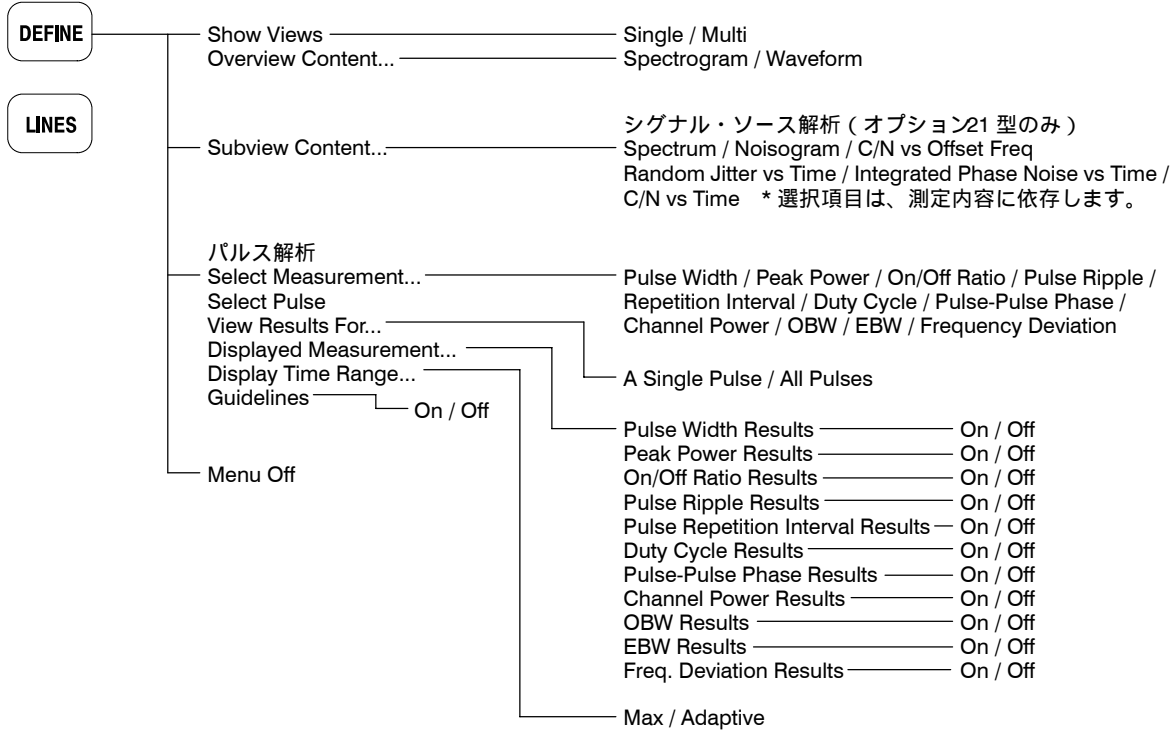 DEFINE
Show Views
Single / Multi
Overview Content...
Spectrogram / Waveform
LINES
シグナル・ソース解析 ( オプション21 型のみ )
Subview Content...
Spectrum / Noisogram / C/N vs Offset Freq
Random Jitter vs Time / Integrated Phase Noise vs Time /
C/N vs Time * 選択項目は、測定内容に依存します。
パルス解析
Select Measurement...
Pulse Width / Peak Power / On/Off Ratio / Pulse Ripple /
Select Pulse
Repetition Interval / Duty Cycle / Pulse-Pulse Phase /
View Results For...
Channel Power / OBW / EBW / Frequency Deviation
Displayed Measurement...
Display Time Range...
A Single Pulse / All Pulses
Guidelines
On / Off
Pulse Width Results On / Off
Peak Power Results On / Off
Menu Off
On/Off Ratio Results On / Off
Pulse Ripple Results On / Off
Pulse Repetition Interval Results On / Off
Duty Cycle Results On / Off
Pulse-Pulse Phase Results On / Off
Channel Power Results On / Off
OBW Results On / Off
EBW Results On / Off
Freq. Deviation Results On / Off
Max / Adaptive